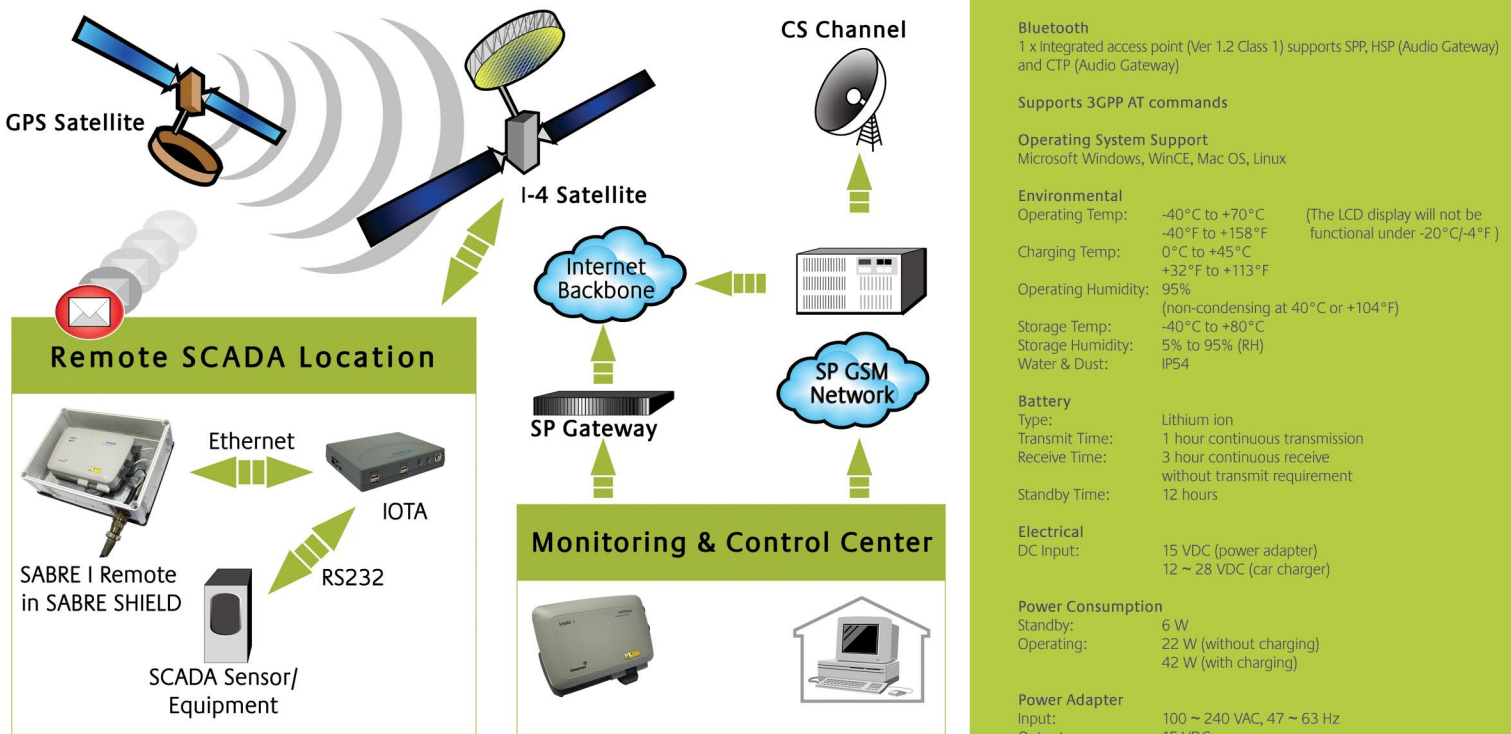 CS Channel
GPS Satellite
I-4 Satellite
Internet
Backbone
SP GSM
Network
SP Gateway
Remote SCADA Location
Ethernet
IOTA
RS232
SABRE I Remote
in SABRE SHIELD
SCADA Sensor/
Equipment
Monitoring & Control Center
SABRE I
Bluetooth
1 x Integrated access point (Ver 1.2 Class 1) supports SPP, HSP (Audio Gateway)
and CTP (Audio Gateway)
Supports 3GPP AT commands
Operating System Support
Microsoft Windows, WinCE, Mac OS, Linux
Environmental
Operating Temp: -40°C to +70°C (The LCD display will not be
-40°F to +158°F functional under -20°C/-4°F )
Charging Temp: 0°C to +45°C
+32°F to +113°F
Operating Humidity: 95%
(non-condensing at 40°C or +104°F)
Storage Temp: -40°C to +80°C
Storage Humidity: 5% to 95% (RH)
Water & Dust: IP54
Battery
Type: Lithium ion
Transmit Time: 1 hour continuous transmission
Receive Time: 3 hour continuous receive
without transmit requirement
Standby Time: 12 hours
Electrical
DC Input: 15 VDC (power adapter)
12 ~ 28 VDC (car charger)
Power Consumption
Standby: 6 W
Operating: 22 W (without charging)
42 W (with charging)
Power Adapter
Input: 100 ~ 240 VAC, 47 ~ 63 Hz